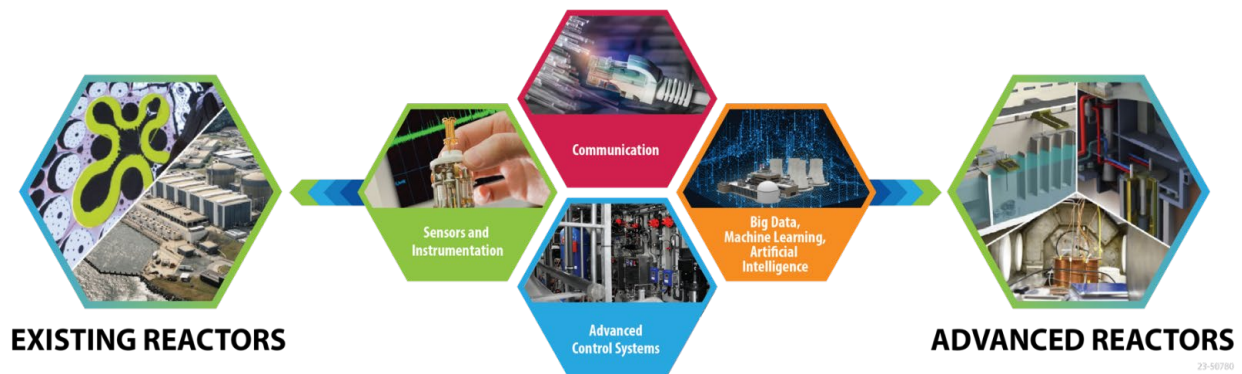 Communication
Sensors and
Instrumentation
Big Data,
Machine Learning,
Artificial
Intelligence
Advanced
Control Systems
EXISTING REACTORS
ADVANCED REACTORS
23-50780